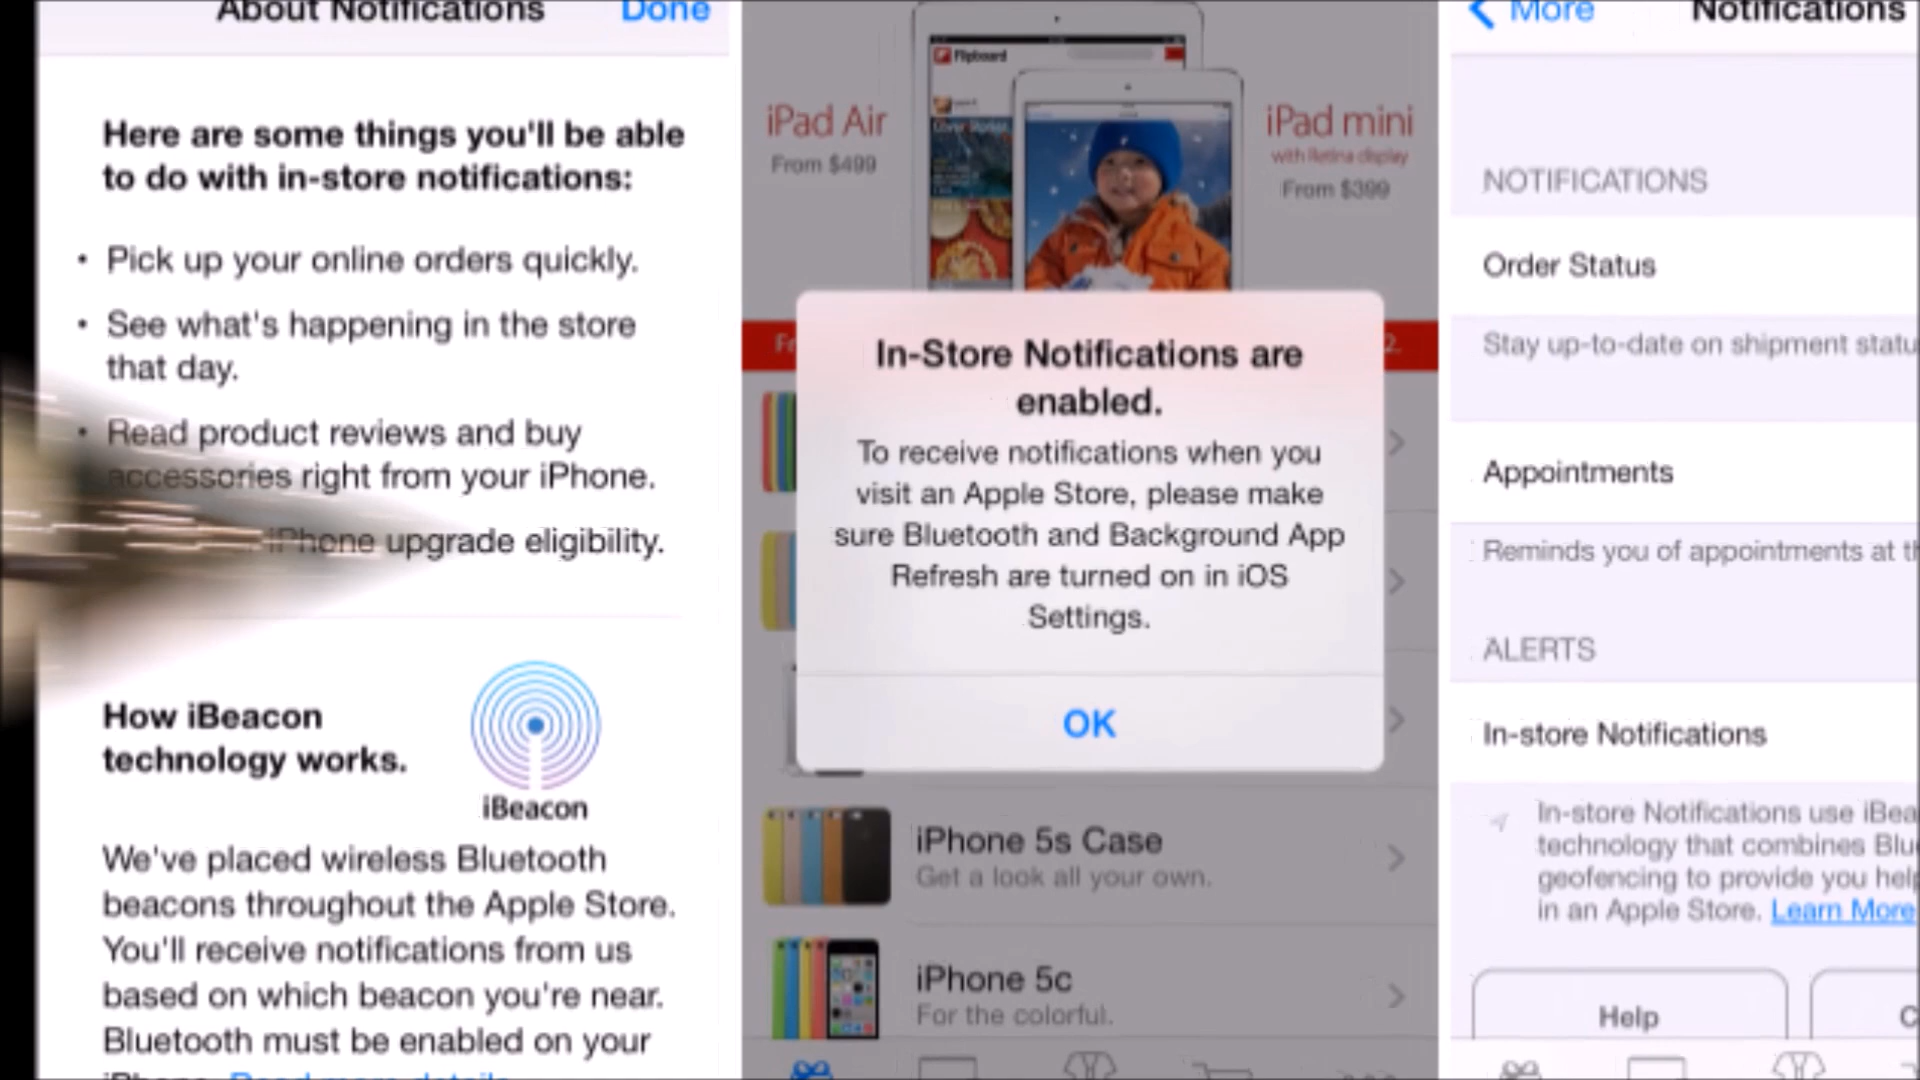 About Notifications
Done
Here are some things you'll be able
to do with in-store notifications:
• Pick up your online orders quickly.
• See what's happening in the store
that day.
• Read product reviews and buy
accessories right from your iPhone.
iPhone upgrade eligibility.
How iBeacon
technology works.
iBeacon
We've placed wireless Bluetooth
beacons throughout the Apple Store.
You'll receive notifications from us
based on which beacon you're near.
Bluetooth must be enabled on your
iPhone. Read more details
Flipboard
iPad Air
From $499
iPad mini
with Retina display
From $399
In-Store Notifications are
enabled.
To receive notifications when you
visit an Apple Store, please make
sure Bluetooth and Background App
Refresh are turned on in iOS
Settings.
OK
iPhone 5s Case
Get a look all your own.
iPhone 5c
For the colorful.
More
Notifications
NOTIFICATIONS
Order Status
Stay up-to-date on shipment statu
Appointments
Reminds you of appointments at th
ALERTS
In-store Notifications
In-store Notifications use iBea
technology that combines Blu
geofencing to provide you help
in an Apple Store. Learn More
Help
C